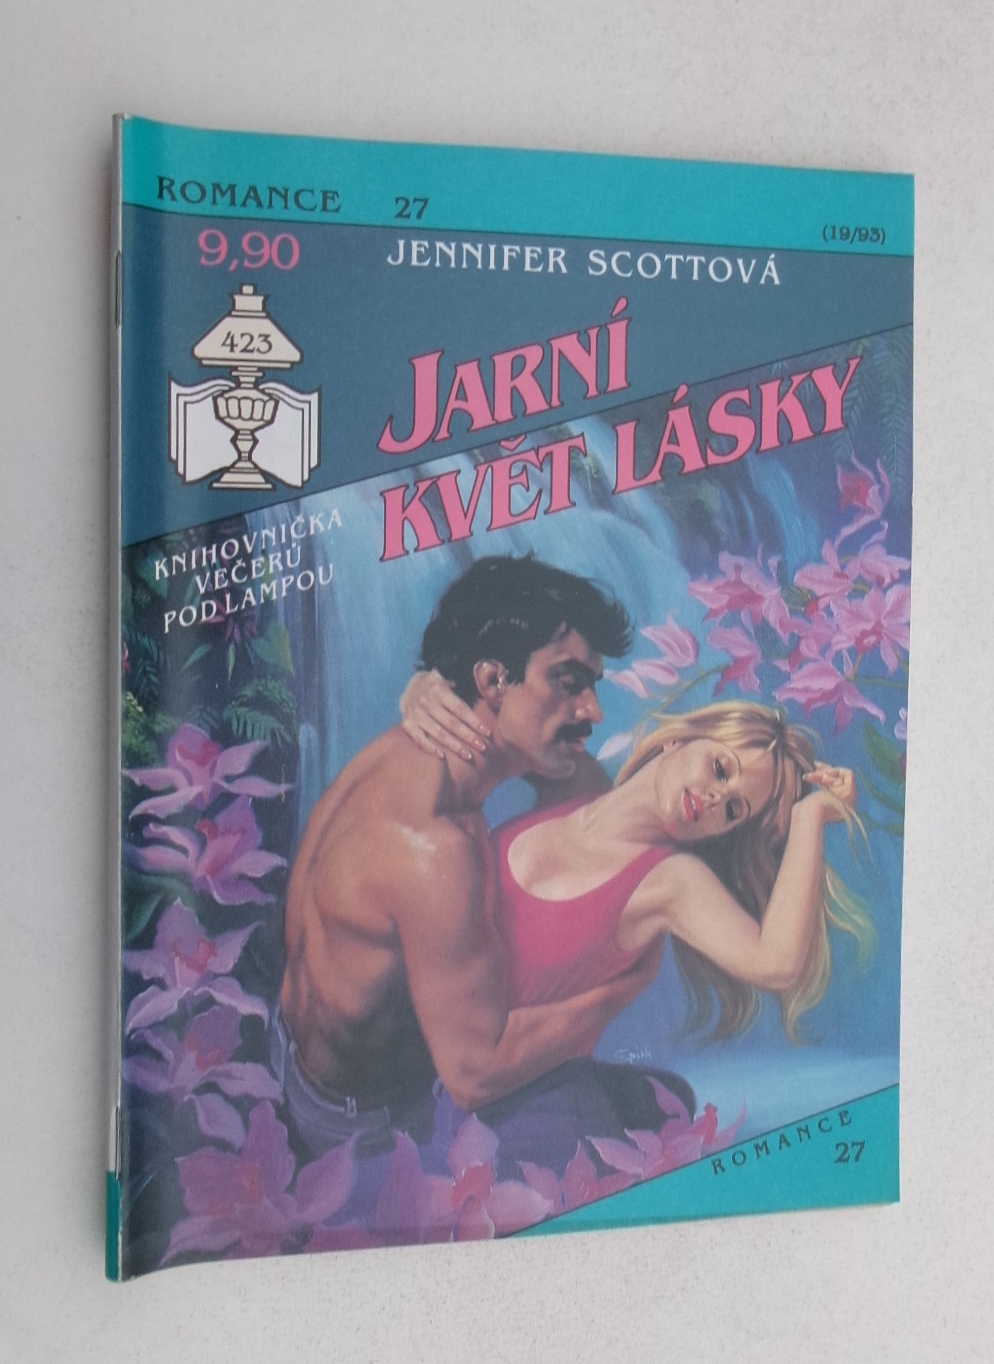 ROMANCE 27
(19/93)
9,90
JENNIFER SCOTTOVÁ
423
JARNÍ
KVĚT LÁSKY
KNIHOVNIČKA
VEČERŮ
POD LAMPOU
ROMANCE
27